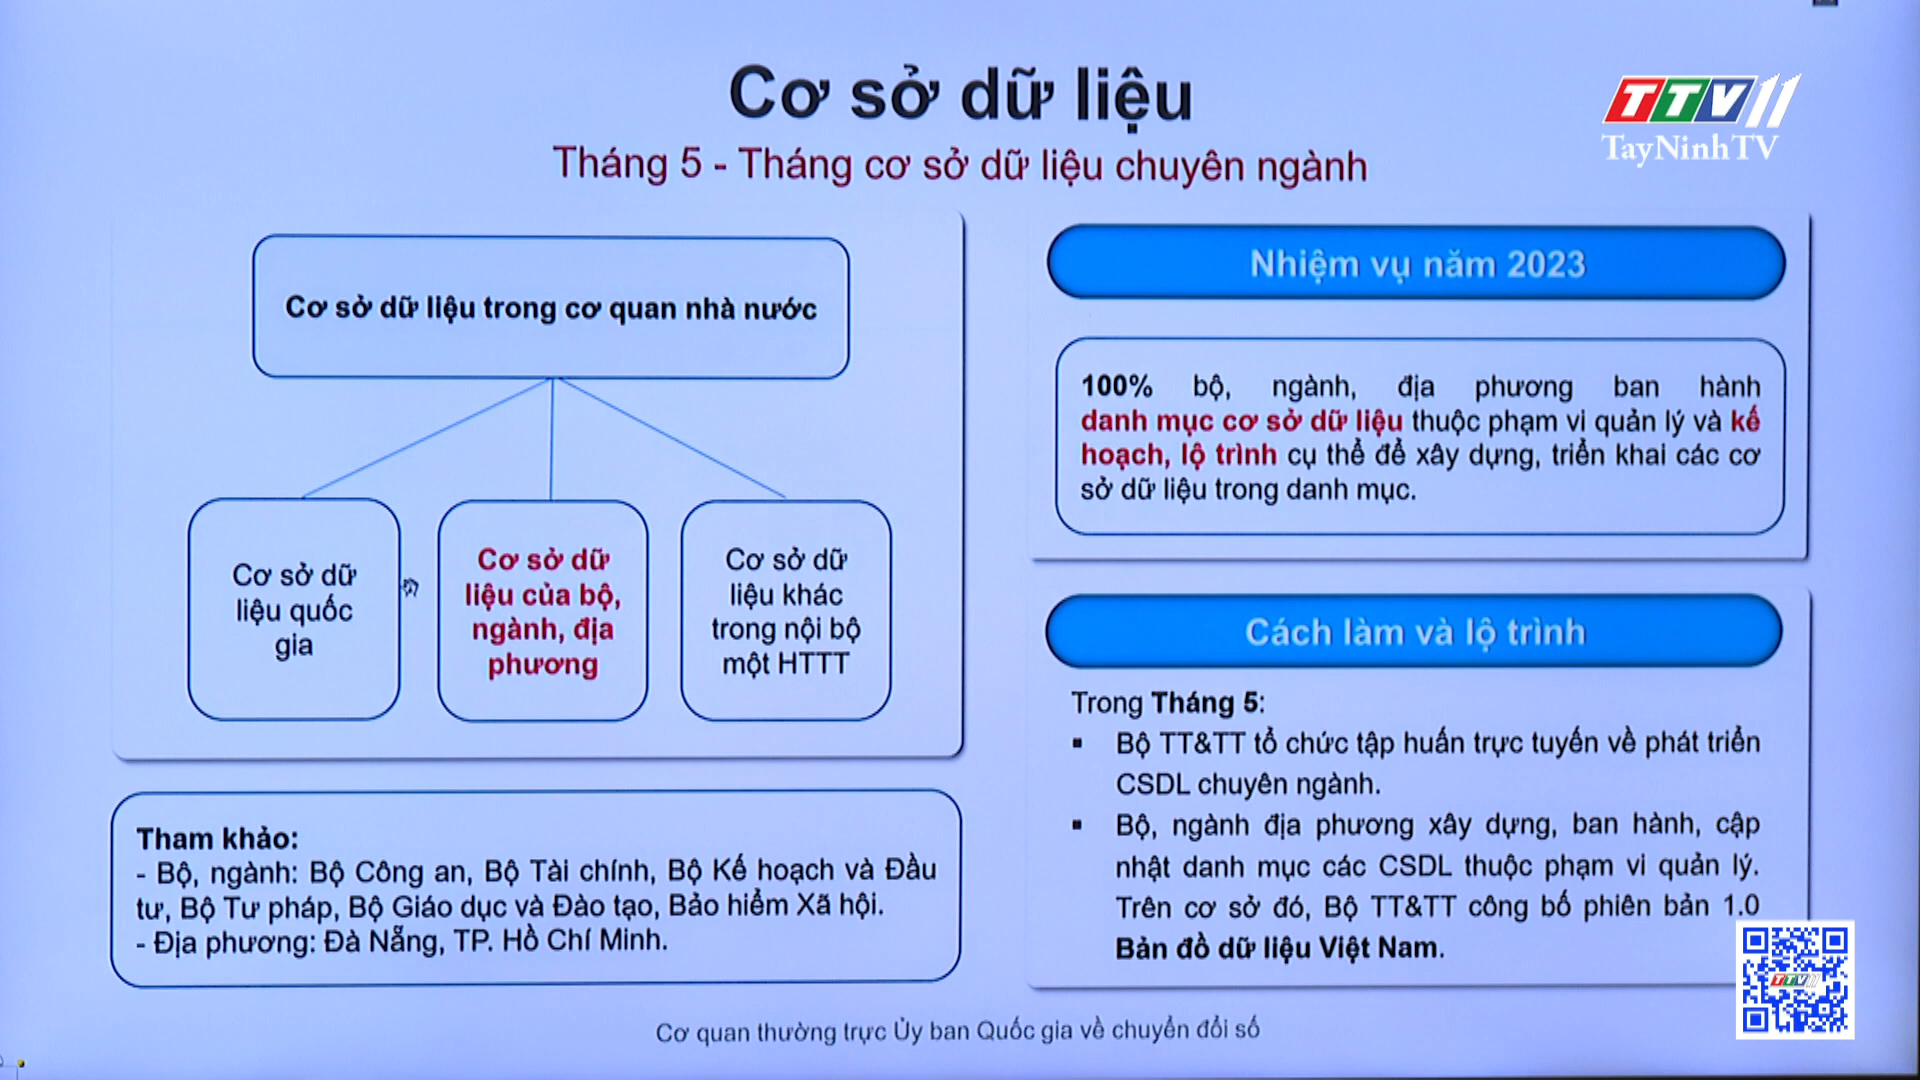 Cơ sở dữ liệu
Tháng 5 - Tháng cơ sở dữ liệu chuyên ngành
TTV11
TayNinhTV
Cơ sở dữ liệu trong cơ quan nhà nước
Cơ sở dữ
liệu quốc
gia
Cơ sở dữ
liệu của bộ,
ngành, địa
phương
Cơ sở dữ
liệu khác
trong nội bộ
một HTTT
Tham khảo:
- Bộ, ngành: Bộ Công an, Bộ Tài chính, Bộ Kế hoạch và Đầu
tư, Bộ Tư pháp, Bộ Giáo dục và Đào tạo, Bảo hiểm Xã hội.
- Địa phương: Đà Nẵng, TP. Hồ Chí Minh.
Nhiệm vụ năm 2023
100% bộ, ngành, địa phương ban hành
danh mục cơ sở dữ liệu thuộc phạm vi quản lý và kế
hoạch, lộ trình cụ thể để xây dựng, triển khai các cơ
sở dữ liệu trong danh mục.
Cách làm và lộ trình
Trong Tháng 5:
▪ Bộ TT&TT tổ chức tập huấn trực tuyến về phát triển
CSDL chuyên ngành.
▪ Bộ, ngành địa phương xây dựng, ban hành, cập
nhật danh mục các CSDL thuộc phạm vi quản lý.
Trên cơ sở đó, Bộ TT&TT công bố phiên bản 1.0
Bản đồ dữ liệu Việt Nam.
TTV11
Cơ quan thường trực Ủy ban Quốc gia về chuyển đổi số